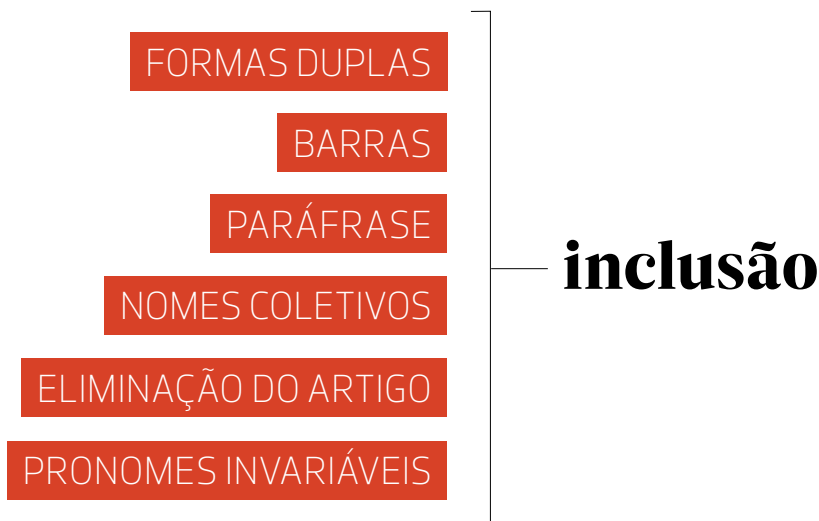 FORMAS DUPLAS
BARRAS
PARÁFRASE
NOMES COLETIVOS
ELIMINAÇÃO DO ARTIGO
PRONOMES INVARIÁVEIS
inclusão